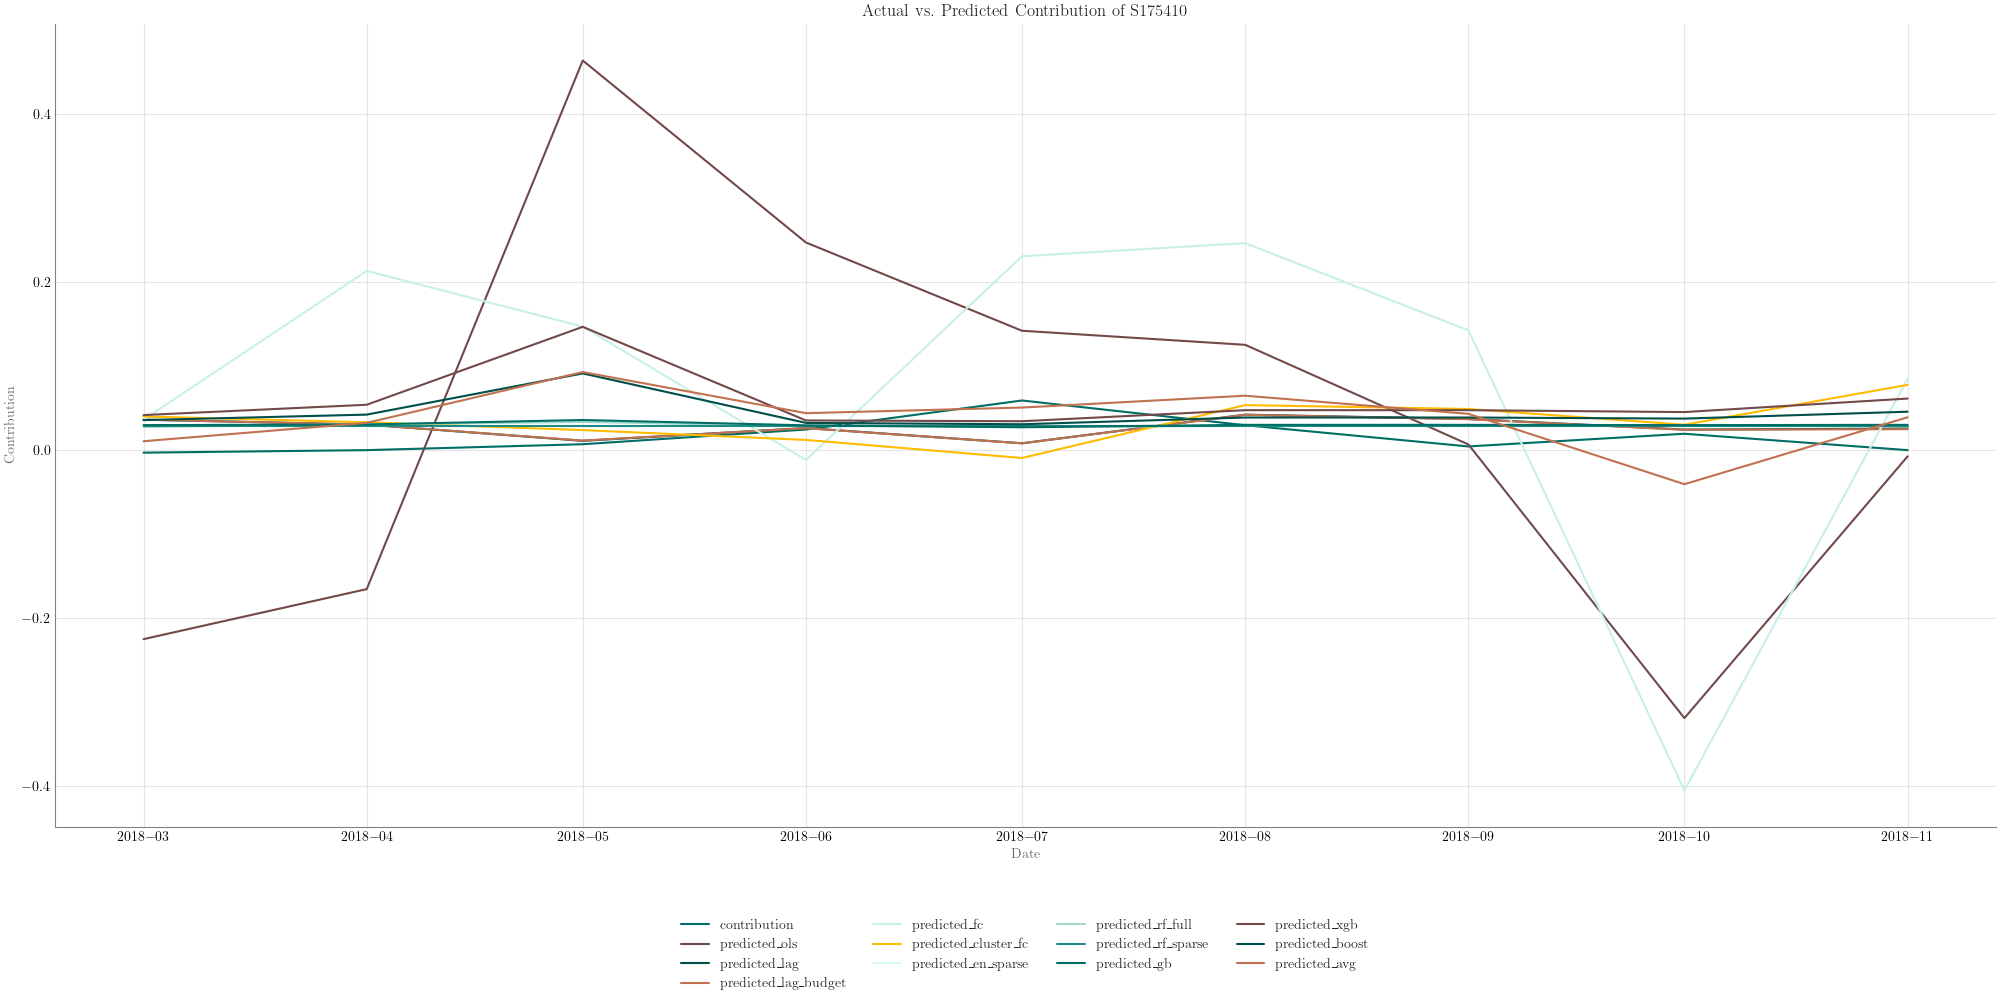 Actual vs. Predicted Contribution of S175410
Contribution
0.4
0.2
0.0
−0.2
−0.4
2018−03 2018−04 2018−05 2018−06 2018−07 2018−08 2018−09 2018−10 2018−11
Date
contribution predicted_fc predicted_rf_full predicted_xgb
predicted_ols predicted_cluster_fc predicted_rf_sparse predicted_boost
predicted_lag predicted_en_sparse predicted_gb predicted_avg
predicted_lag_budget